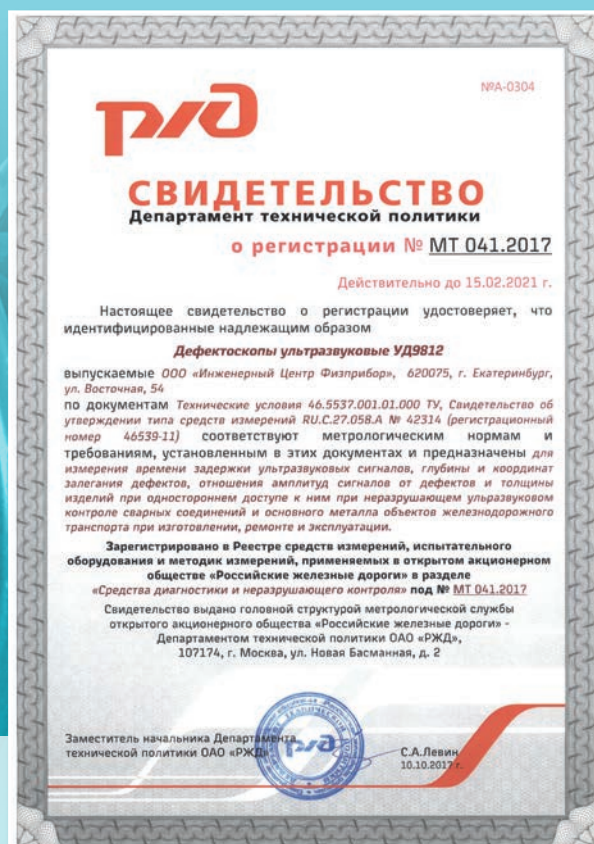 №А-0304
ржд
СВИДЕТЕЛЬСТВО
Департамент технической политики
о регистрации № МТ 041.2017
Действительно до 15.02.2021 г.
Настоящее свидетельство о регистрации удостоверяет, что
идентифицированные надлежащим образом
Дефектоскопы ультразвуковые УД9812
выпускаемые ООО «Инженерный Центр Физприбор», 620075, г. Екатеринбург,
ул. Восточная, 54
по документам Технические условия 46.5537.001.01.000 ТУ, Свидетельство об
утверждении типа средств измерений RU.C.27.058.A № 42314 (регистрационный
номер 46539-11) соответствуют метрологическим нормам и
требованиям, установленным в этих документах и предназначены для
измерения времени задержки ультразвуковых сигналов, глубины и координат
залегания дефектов, отношения амплитуд сигналов от дефектов и толщины
изделий при одностороннем доступе к ним при неразрушающем ульразвуковом
контроле сварных соединений и основного металла объектов железнодорожного
транспорта при изготовлении, ремонте и эксплуатации.
Зарегистрировано в Реестре средств измерений, испытательного
оборудования и методик измерений, применяемых в открытом акционерном
обществе «Российские железные дороги» в разделе
«Средства диагностики и неразрушающего контроля» под № МТ 041.2017
Свидетельство выдано головной структурой метрологической службы
открытого акционерного общества «Российские железные дороги» -
Департаментом технической политики ОАО «РЖД»,
107174, г. Москва, ул. Новая Басманная, д. 2
Заместитель начальника Департамента
технической политики ОАО «РЖД»
ржд
С.А.Левин
10.10.2017 г.